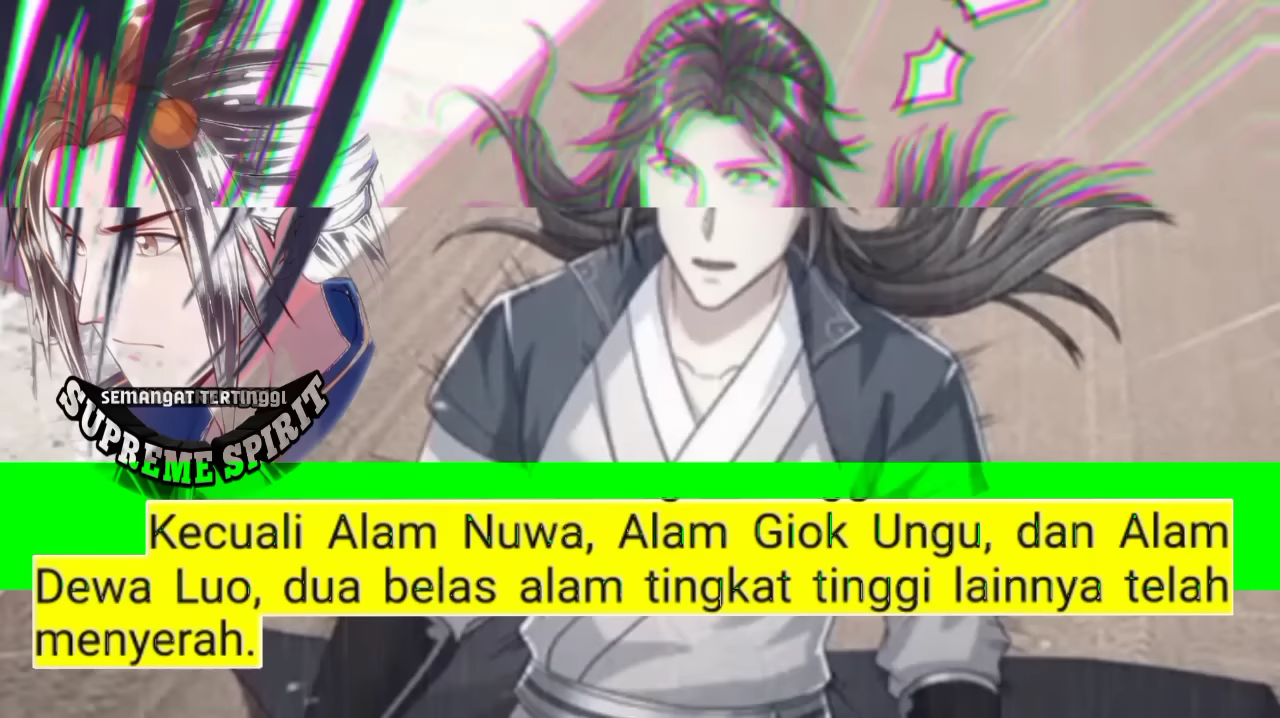 SEMANGAT TERTINGGI
SUPREME SPIRIT
Kecuali Alam Nuwa, Alam Giok Ungu, dan Alam
Dewa Luo, dua belas alam tingkat tinggi lainnya telah
menyerah.